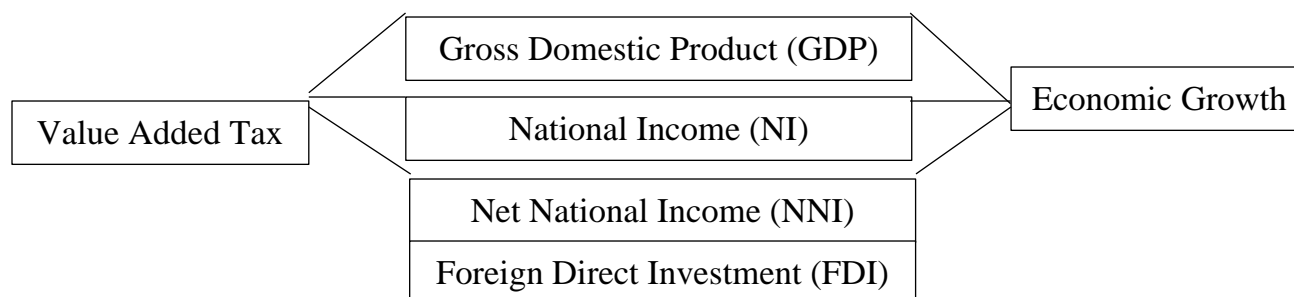 Gross Domestic Product (GDP)
Economic Growth
Value Added Tax
National Income (NI)
Net National Income (NNI)
Foreign Direct Investment (FDI)